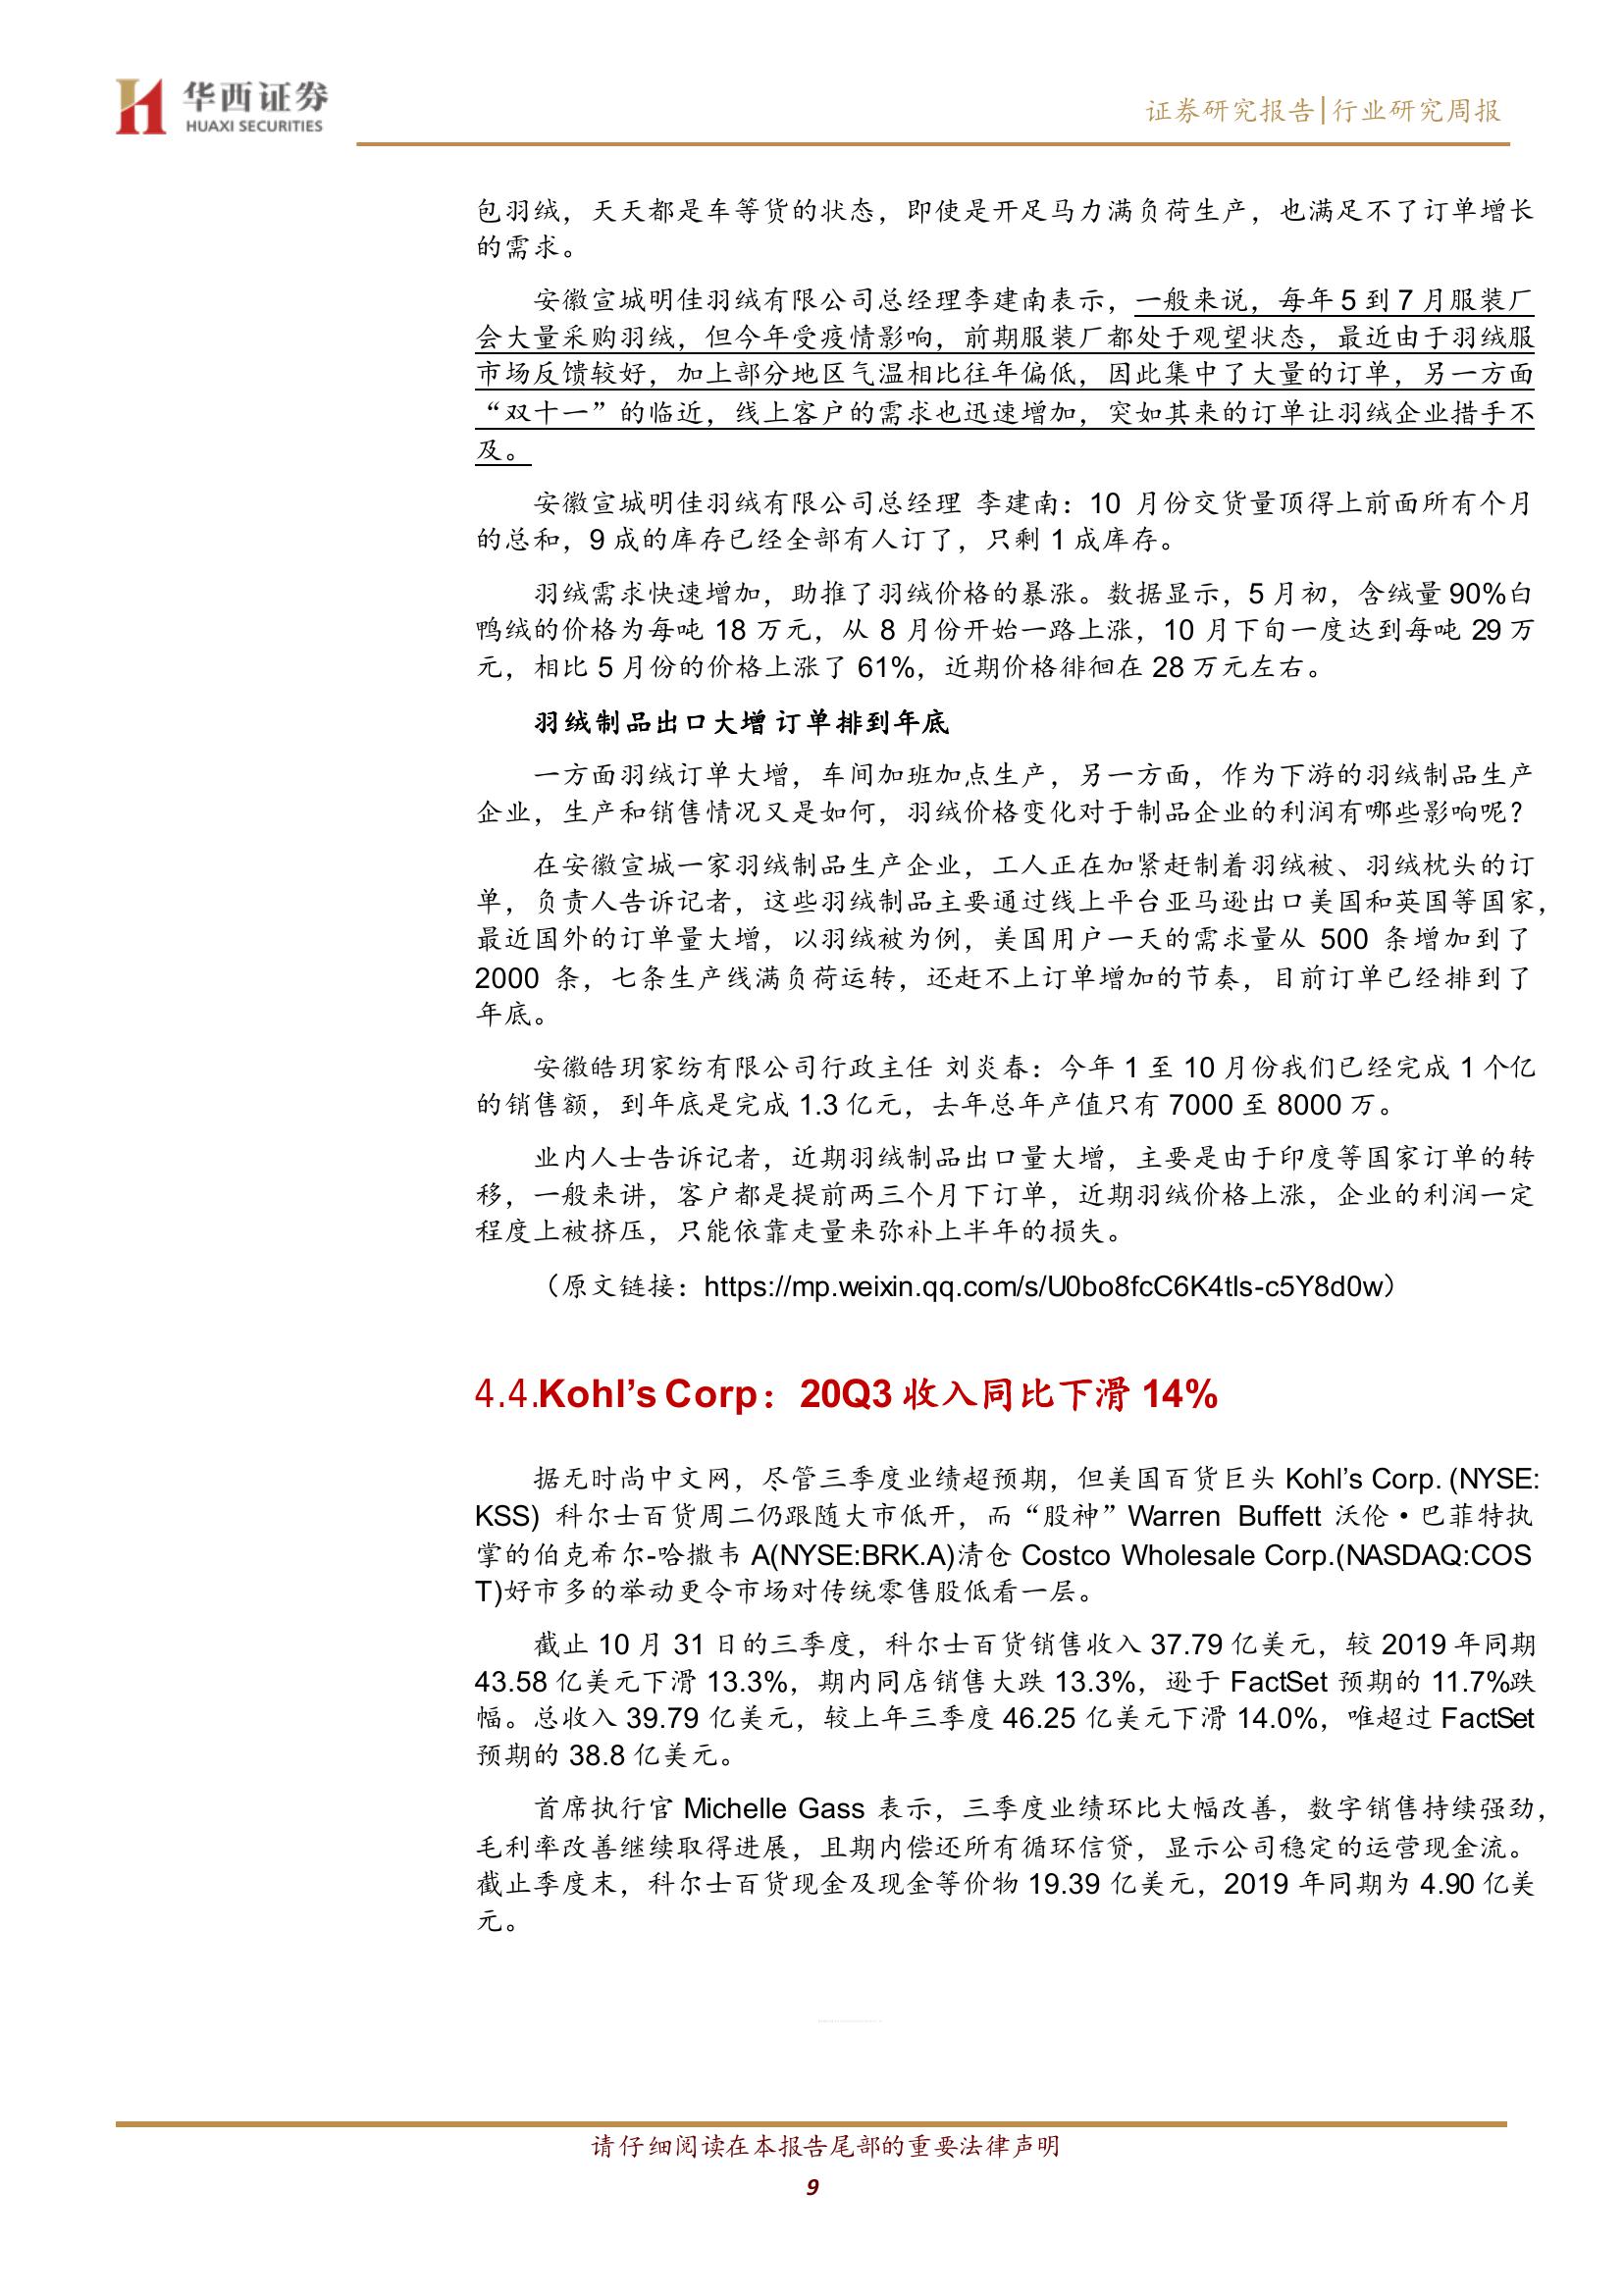 华西证券
HUAXI SECURITIES
证券研究报告|行业研究周报
包羽绒，天天都是车等货的状态，即使是开足马力满负荷生产，也满足不了订单增长
的需求。
安徽宣城明佳羽绒有限公司总经理李建南表示，一般来说，每年 5 到 7 月服装厂
会大量采购羽绒，但今年受疫情影响，前期服装厂都处于观望状态，最近由于羽绒服
市场反馈较好，加上部分地区气温相比往年偏低，因此集中了大量的订单，另一方面
“双十一”的临近，线上客户的需求也迅速增加，突如其来的订单让羽绒企业措手不
及。
安徽宣城明佳羽绒有限公司总经理 李建南：10 月份交货量顶得上前面所有个月
的总和，9 成的库存已经全部有人订了，只剩 1 成库存。
羽绒需求快速增加，助推了羽绒价格的暴涨。数据显示，5 月初，含绒量 90%白
鸭绒的价格为每吨 18 万元，从 8 月份开始一路上涨，10 月下旬一度达到每吨 29 万
元，相比 5 月份的价格上涨了 61%，近期价格徘徊在 28 万元左右。
羽绒制品出口大增 订单排到年底
一方面羽绒订单大增，车间加班加点生产，另一方面，作为下游的羽绒制品生产
企业，生产和销售情况又是如何，羽绒价格变化对于制品企业的利润有哪些影响呢？
在安徽宣城一家羽绒制品生产企业，工人正在加紧赶制着羽绒被、羽绒枕头的订
单，负责人告诉记者，这些羽绒制品主要通过线上平台亚马逊出口美国和英国等国家，
最近国外的订单量大增，以羽绒被为例，美国用户一天的需求量从 500 条增加到了
2000 条，七条生产线满负荷运转，还赶不上订单增加的节奏，目前订单已经排到了
年底。
安徽皓玥家纺有限公司行政主任 刘炎春：今年 1 至 10 月份我们已经完成 1 个亿
的销售额，到年底是完成 1.3 亿元，去年总年产值只有 7000 至 8000 万。
业内人士告诉记者，近期羽绒制品出口量大增，主要是由于印度等国家订单的转
移，一般来讲，客户都是提前两三个月下订单，近期羽绒价格上涨，企业的利润一定
程度上被挤压，只能依靠走量来弥补上半年的损失。
（原文链接：https://mp.weixin.qq.com/s/U0bo8fcC6K4tls-c5Y8d0w）
4.4.Kohl’s Corp：20Q3 收入同比下滑 14%
据无时尚中文网，尽管三季度业绩超预期，但美国百货巨头 Kohl’s Corp. (NYSE:
KSS) 科尔士百货周二仍跟随大市低开，而“股神”Warren Buffett 沃伦·巴菲特执
掌的伯克希尔-哈撒韦 A(NYSE:BRK.A)清仓 Costco Wholesale Corp.(NASDAQ:COS
T)好市多的举动更令市场对传统零售股低看一层。
截止 10 月 31 日的三季度，科尔士百货销售收入 37.79 亿美元，较 2019 年同期
43.58 亿美元下滑 13.3%，期内同店销售大跌 13.3%，逊于 FactSet 预期的 11.7%跌
幅。总收入 39.79 亿美元，较上年三季度 46.25 亿美元下滑 14.0%，唯超过 FactSet
预期的 38.8 亿美元。
首席执行官 Michelle Gass 表示，三季度业绩环比大幅改善，数字销售持续强劲，
毛利率改善继续取得进展，且期内偿还所有循环信贷，显示公司稳定的运营现金流。
截止季度末，科尔士百货现金及现金等价物 19.39 亿美元，2019 年同期为 4.90 亿美
元。
请仔细阅读在本报告尾部的重要法律声明
9